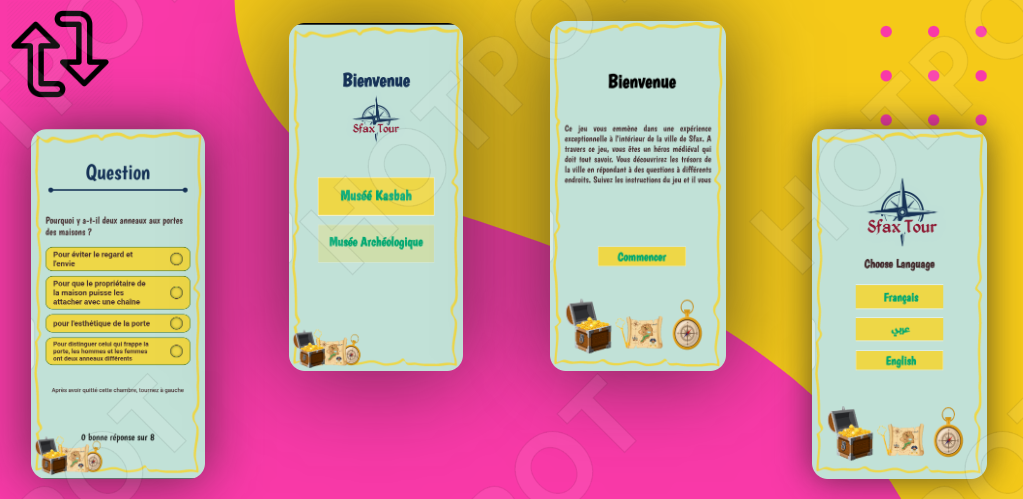 Question
Pourquoi y a-t-il deux anneaux aux portes
des maisons ?
Pour éviter le regard et
l'envie
Pour que le propriétaire de
la maison puisse les
attacher avec une chaîne
pour l'esthétique de la porte
Pour distinguer celui qui frappe la
porte, les hommes et les femmes
ont deux anneaux différents
Après avoir quitté cette chambre, tournez à gauche
0 bonne réponse sur 8
Bienvenue
Sfax Tour
Muséé Kasbah
Musée Archéologique
Bienvenue
Ce jeu vous emmène dans une expérience
exceptionnelle à l'intérieur de la ville de Sfax. A
travers ce jeu, vous êtes un héros médiéval qui
doit tout savoir. Vous découvrirez les trésors de
la ville en répondant à des questions à différents
endroits. Suivez les instructions du jeu et il vous
Commencer
Sfax Tour
Choose Language
Français
عربي
English
HOTPOT
HOTPOT
HOTPOT